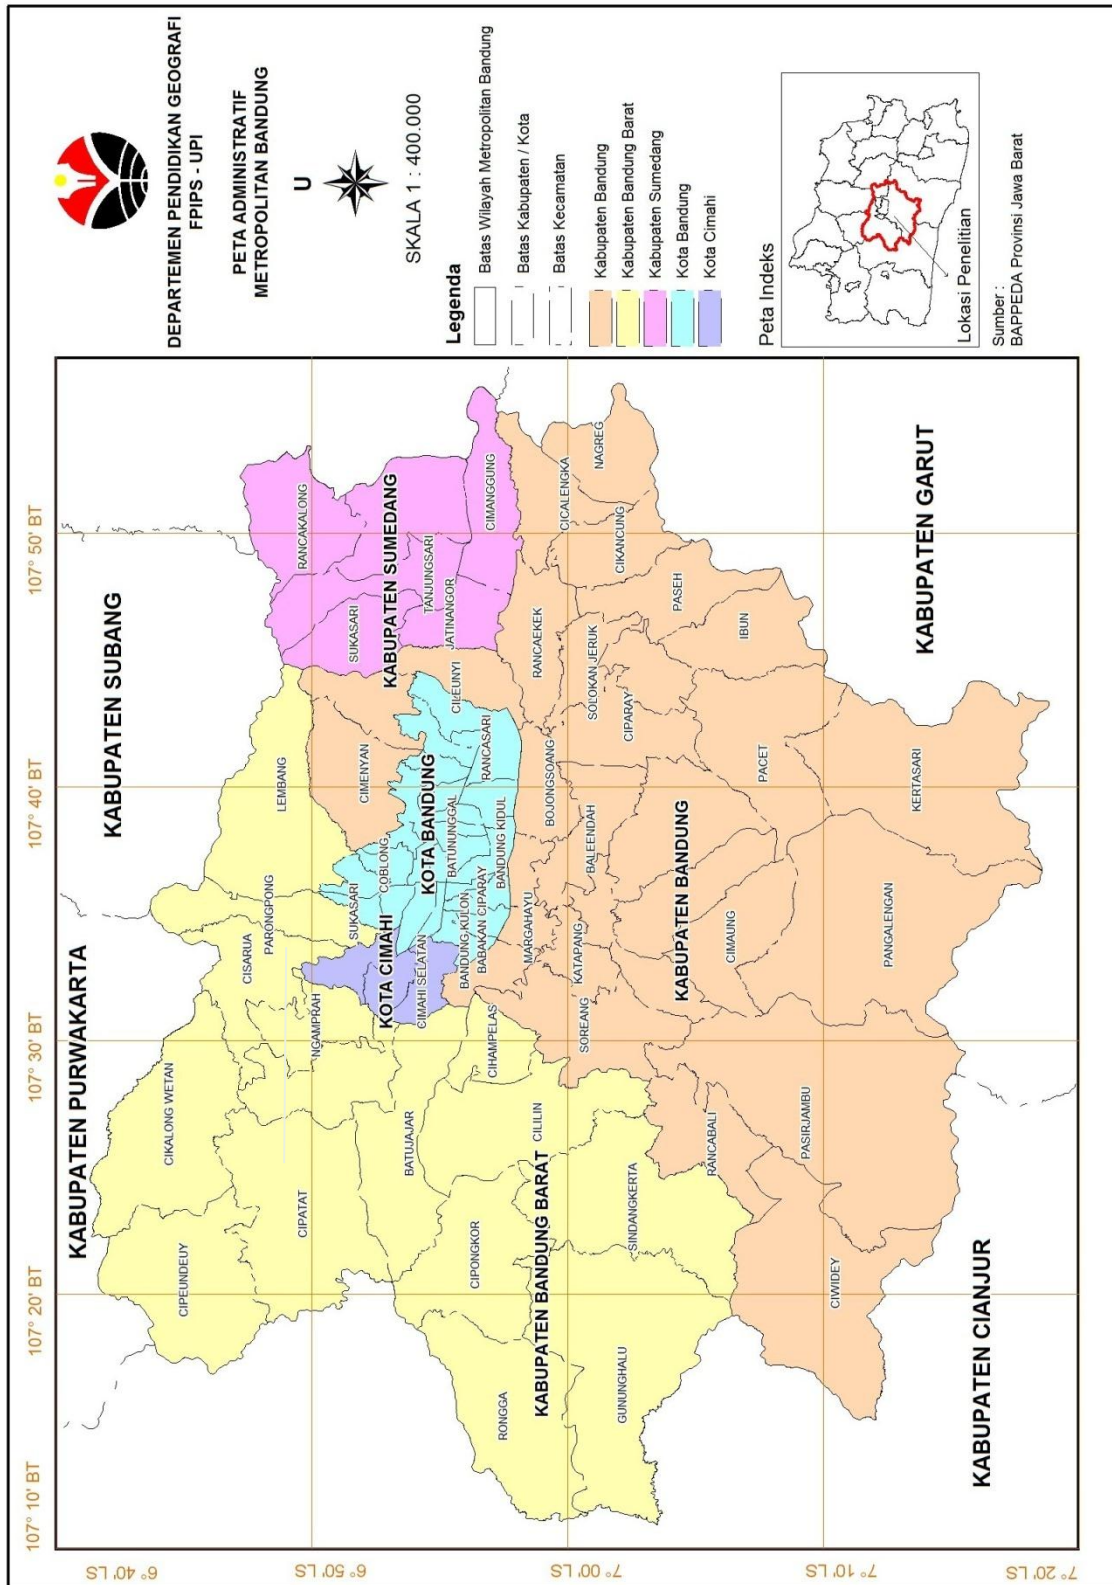 DEPARTEMEN PENDIDIKAN GEOGRAFI
FPIPS - UPI
PETA ADMINISTRATIF
METROPOLITAN BANDUNG
U
SKALA 1 : 400.000
Legenda
Batas Wilayah Metropolitan Bandung
Batas Kabupaten / Kota
Batas Kecamatan
Kabupaten Bandung
Kabupaten Bandung Barat
Kabupaten Sumedang
Kota Bandung
Kota Cimahi
Peta Indeks
Lokasi Penelitian
Sumber :
BAPPEDA Provinsi Jawa Barat
107° 10' BT
107° 20' BT
107° 30' BT
107° 40' BT
107° 50' BT
6° 40' LS
6° 50' LS
7° 00' LS
7° 10' LS
7° 20' LS
KABUPATEN PURWAKARTA
KABUPATEN SUBANG
KABUPATEN SUMEDANG
KABUPATEN GARUT
KABUPATEN CIANJUR
KABUPATEN BANDUNG BARAT
KABUPATEN BANDUNG
KOTA BANDUNG
KOTA CIMAHI
CIPEUNDEUY
CIKALONG WETAN
CIPATAT
CISARUA
PARONGPONG
LEMBANG
NGAMPRAH
BATUJAJAR
CIHAMPELAS
CILILIN
CIPONGKOR
RONGGA
GUNUNGHALU
SINDANGKERTA
CIMAHI SELATAN
SUKASARI
COBLONG
BATUNUNGGAL
RANCASARI
BANDUNG KIDUL
BANDUNG KULON
BABAKAN CIPARAY
CIMENYAN
CILEUNYI
RANCAKALONG
SUKASARI
TANJUNGSARI
JATINANGOR
CIMANGGUNG
RANCAEKEK
CICALENGKA
NAGREG
CIKANCUNG
PASEH
IBUN
SOLOKAN JERUK
CIPARAY
BOJONGSOANG
BALEENDAH
MARGAHAYU
KATAPANG
SOREANG
CIMAUNG
PACET
KERTASARI
PANGALENGAN
PASIRJAMBU
RANCABALI
CIWIDEY